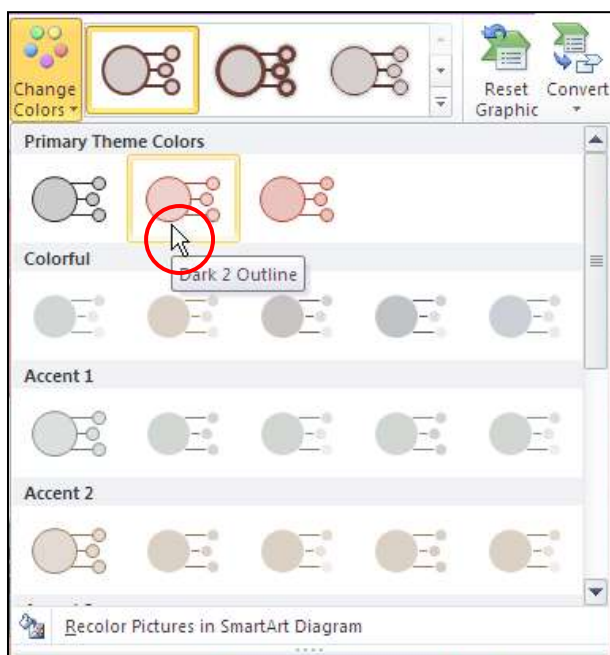 Change
Colors
Reset
Graphic
Convert
Primary Theme Colors
Dark 2 Outline
Colorful
Accent 1
Accent 2
Recolor Pictures in SmartArt Diagram